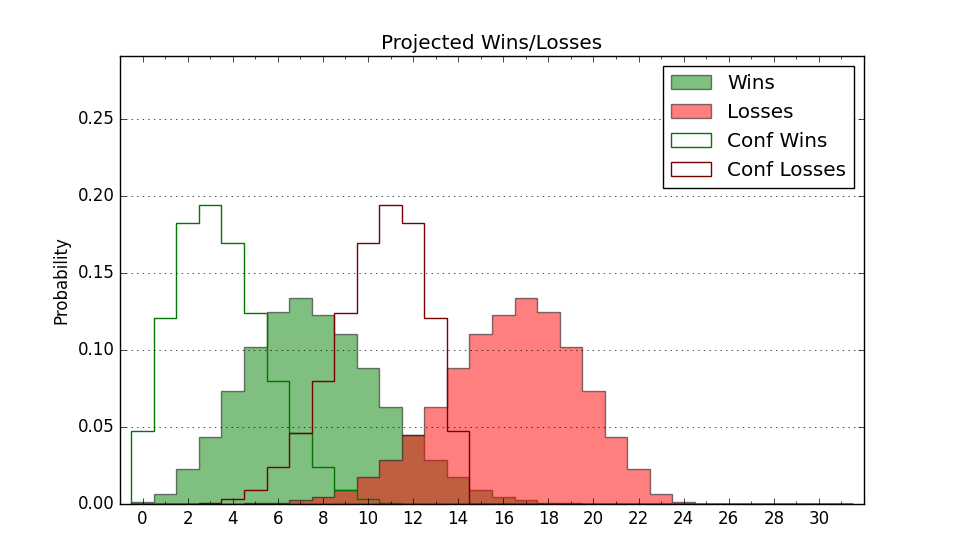 Projected Wins/Losses
Wins
Losses
Conf Wins
Conf Losses
Probability
0.25
0.20
0.15
0.10
0.05
0.00
0 2 4 6 8 10 12 14 16 18 20 22 24 26 28 30